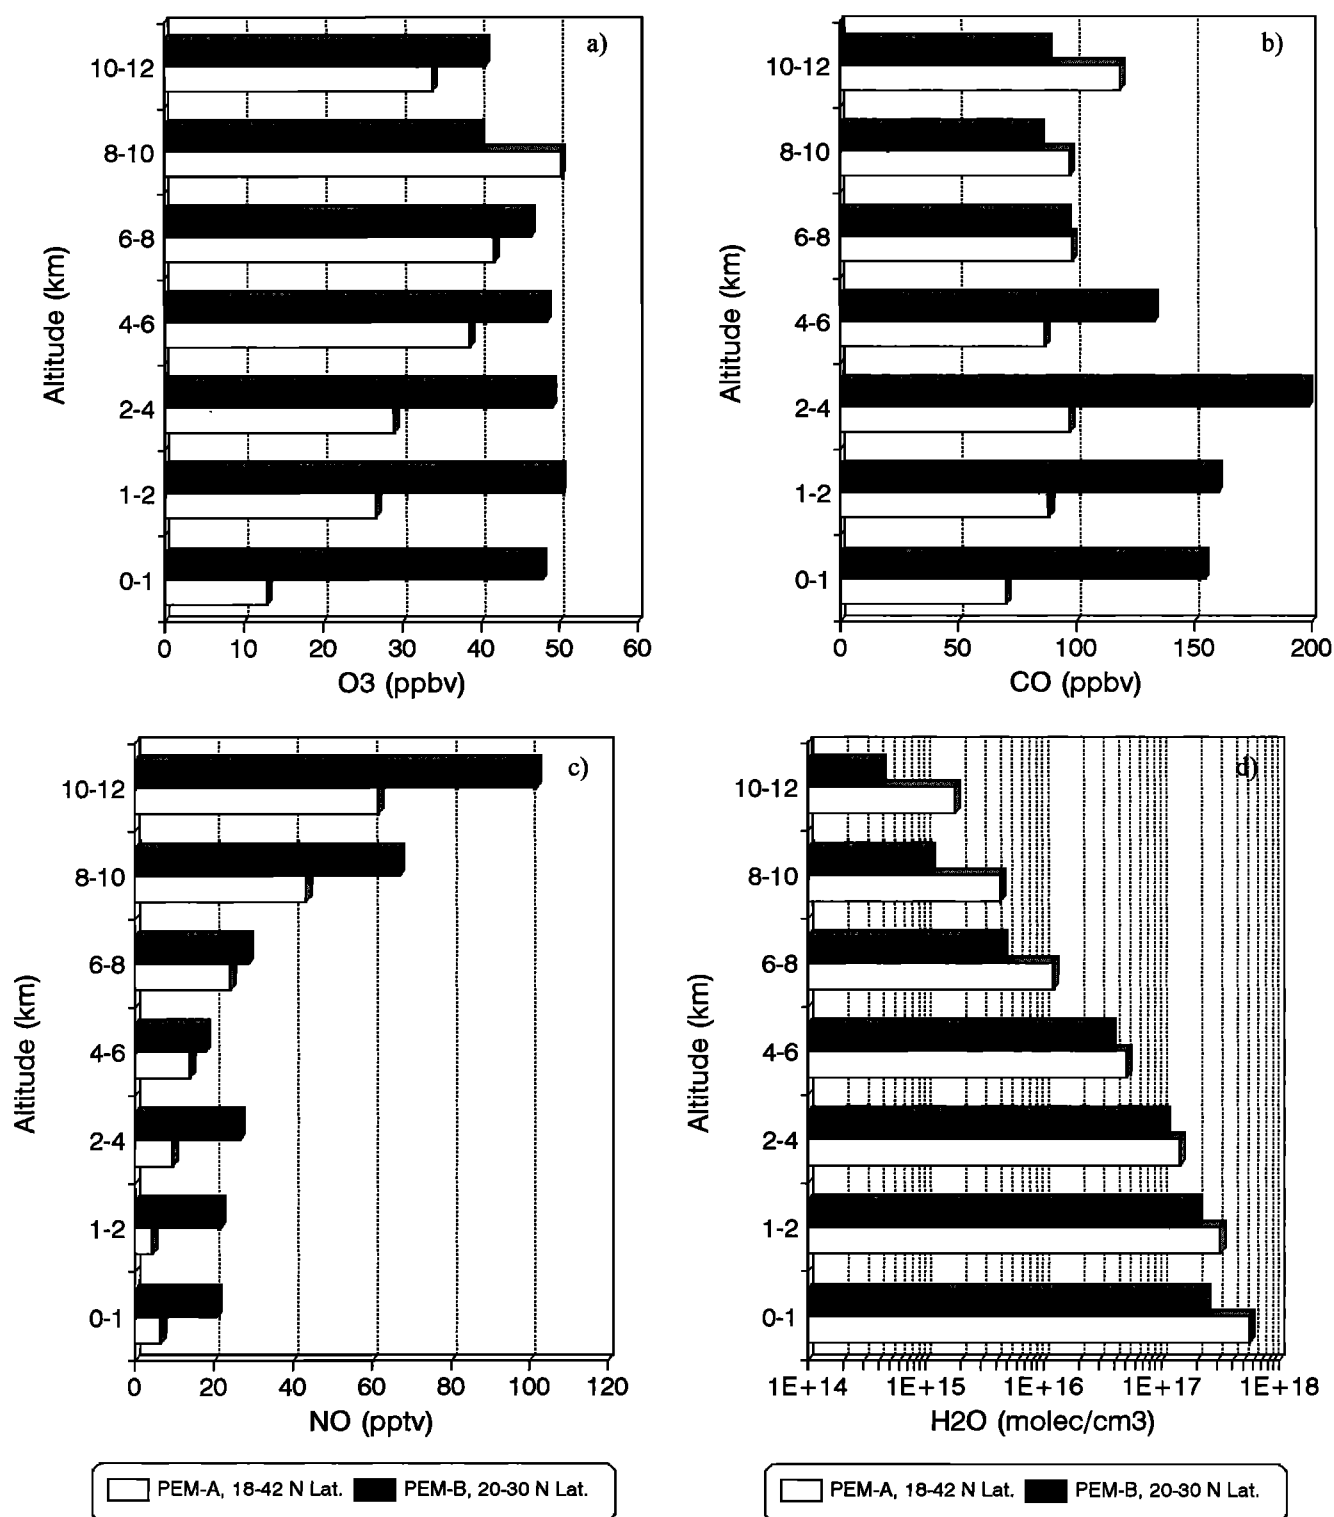 a)
10-12
8-10
6-8
4-6
2-4
1-2
0-1
Altitude (km)
0 10 20 30 40 50 60
O3 (ppbv)
b)
10-12
8-10
6-8
4-6
2-4
1-2
0-1
Altitude (km)
0 50 100 150 200
CO (ppbv)
c)
10-12
8-10
6-8
4-6
2-4
1-2
0-1
Altitude (km)
0 20 40 60 80 100 120
NO (pptv)
PEM-A, 18-42 N Lat. PEM-B, 20-30 N Lat.
d)
10-12
8-10
6-8
4-6
2-4
1-2
0-1
Altitude (km)
1E+14 1E+15 1E+16 1E+17 1E+18
H2O (molec/cm3)
PEM-A, 18-42 N Lat. PEM-B, 20-30 N Lat.